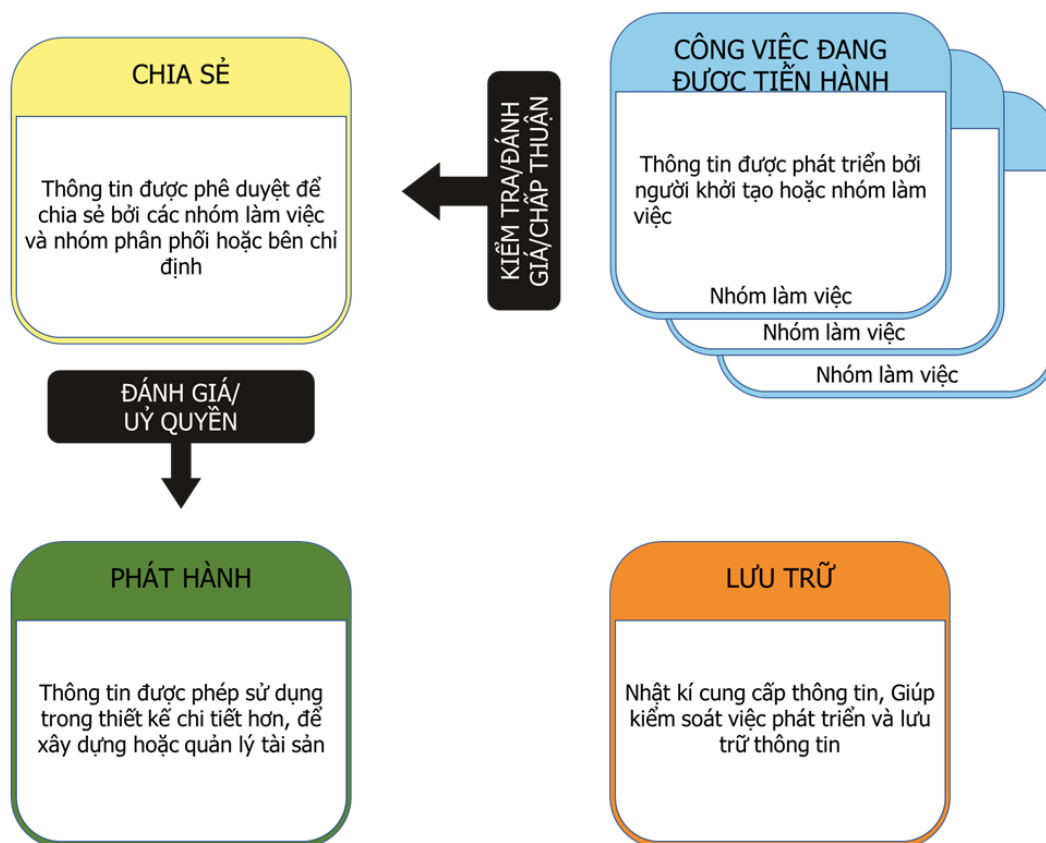 CHIA SẺ
Thông tin được phê duyệt để
chia sẻ bởi các nhóm làm việc
và nhóm phân phối hoặc bên chỉ
định
KIỂM TRA/ĐÁNH
GIÁ/CHẤP THUẬN
CÔNG VIỆC ĐANG
ĐƯỢC TIẾN HÀNH
Thông tin được phát triển bởi
người khởi tạo hoặc nhóm làm
việc
Nhóm làm việc
Nhóm làm việc
Nhóm làm việc
ĐÁNH GIÁ/
UỶ QUYỀN
PHÁT HÀNH
Thông tin được phép sử dụng
trong thiết kế chi tiết hơn, để
xây dựng hoặc quản lý tài sản
LƯU TRỮ
Nhật kí cung cấp thông tin, Giúp
kiểm soát việc phát triển và lưu
trữ thông tin